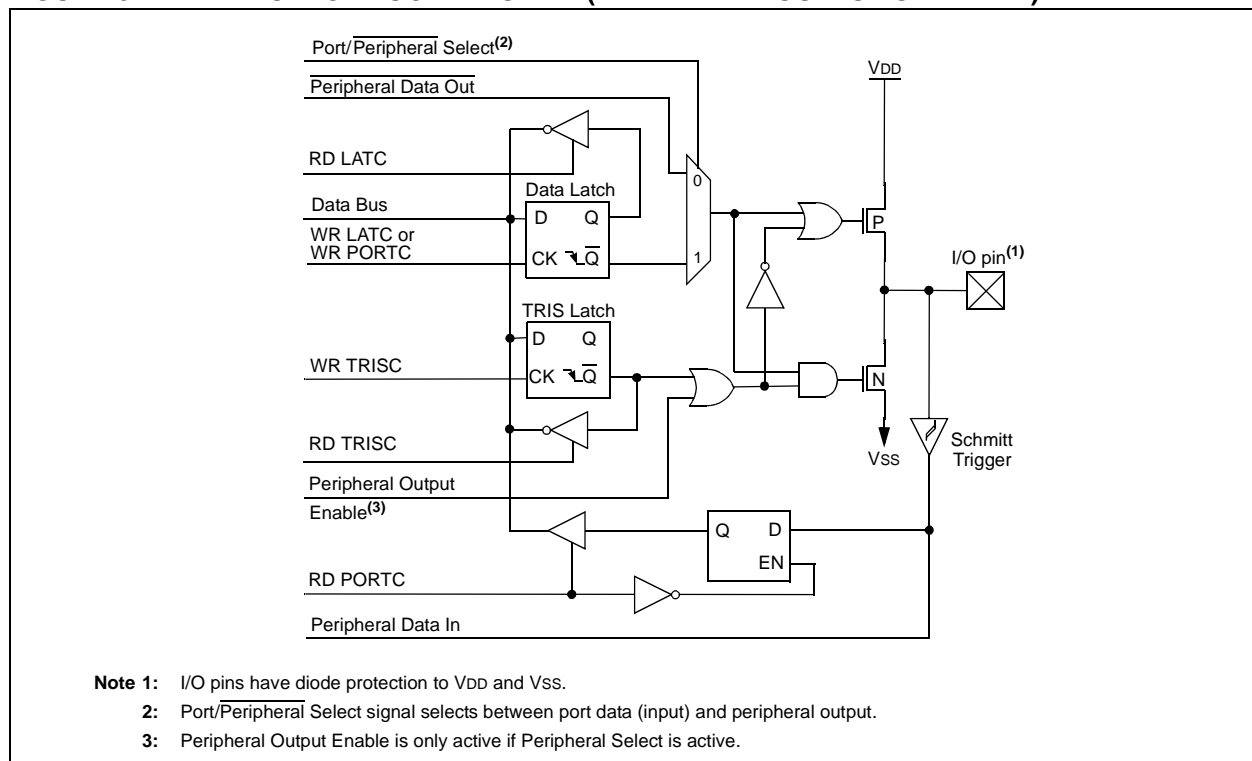 Port/Peripheral Select(2)
Peripheral Data Out
VDD
RD LATC
0
Data Latch
Data Bus
D Q
P
WR LATC or
WR PORTC
CK Q
1
I/O pin(1)
TRIS Latch
D Q
WR TRISC
CK Q
N
RD TRISC
VSS
Schmitt
Trigger
Peripheral Output
Enable(3)
Q D
EN
RD PORTC
Peripheral Data In
Note 1: I/O pins have diode protection to VDD and VSS.
2: Port/Peripheral Select signal selects between port data (input) and peripheral output.
3: Peripheral Output Enable is only active if Peripheral Select is active.